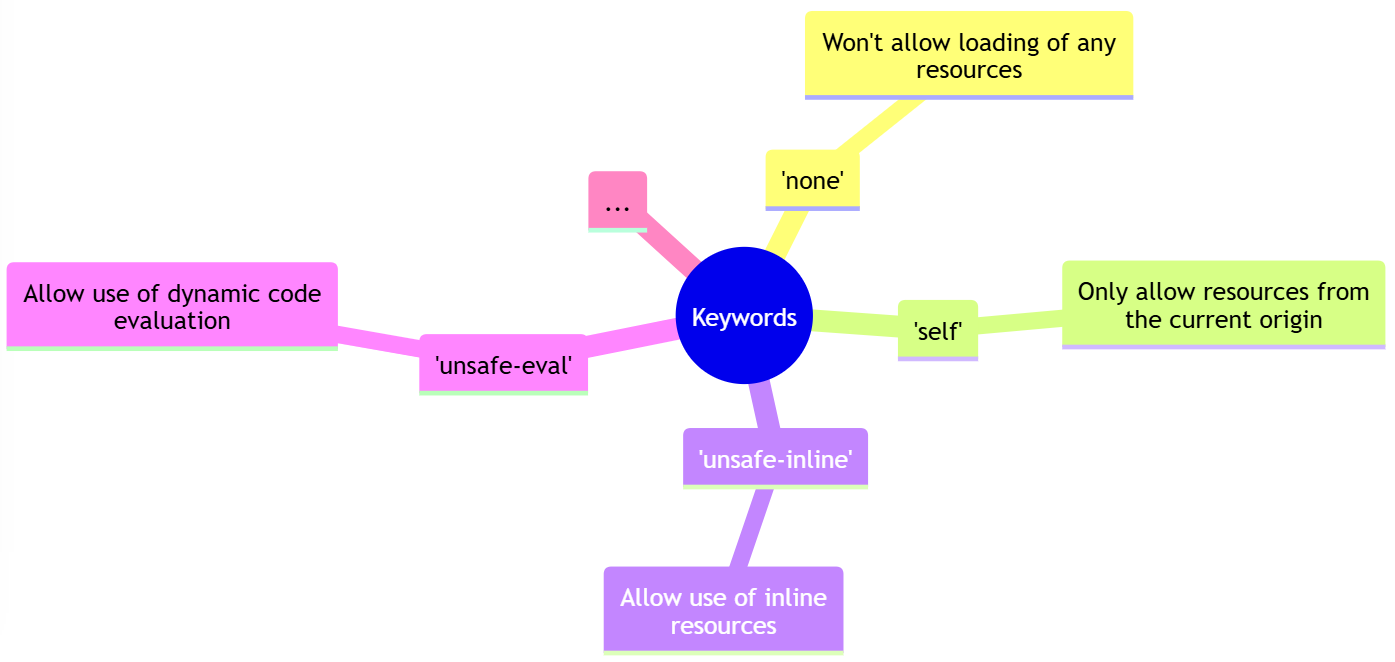 Won't allow loading of any
resources
'none'
...
Keywords
'self'
Only allow resources from
the current origin
Allow use of dynamic code
evaluation
'unsafe-eval'
'unsafe-inline'
Allow use of inline
resources